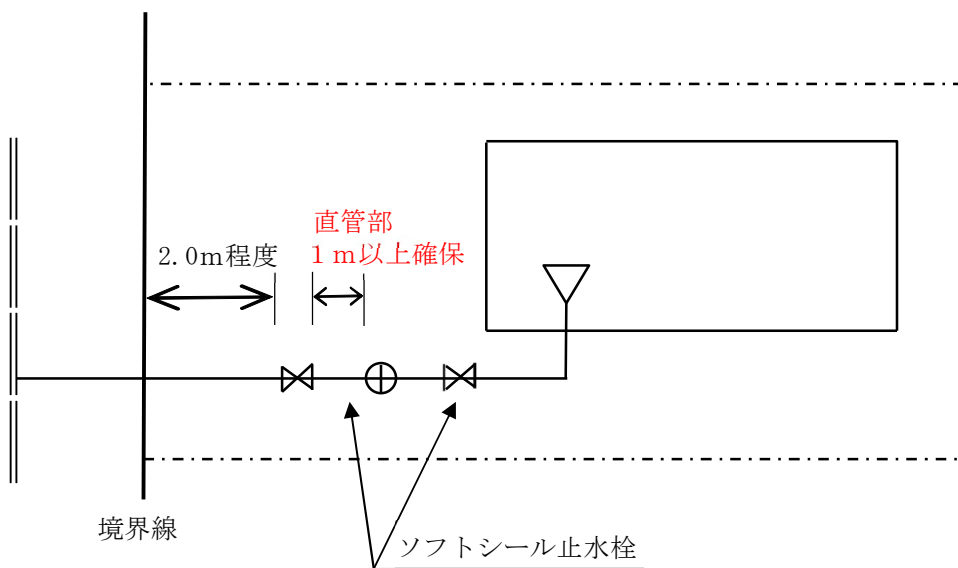 直管部
2.0m程度
１ｍ以上確保
境界線
ソフトシール止水栓